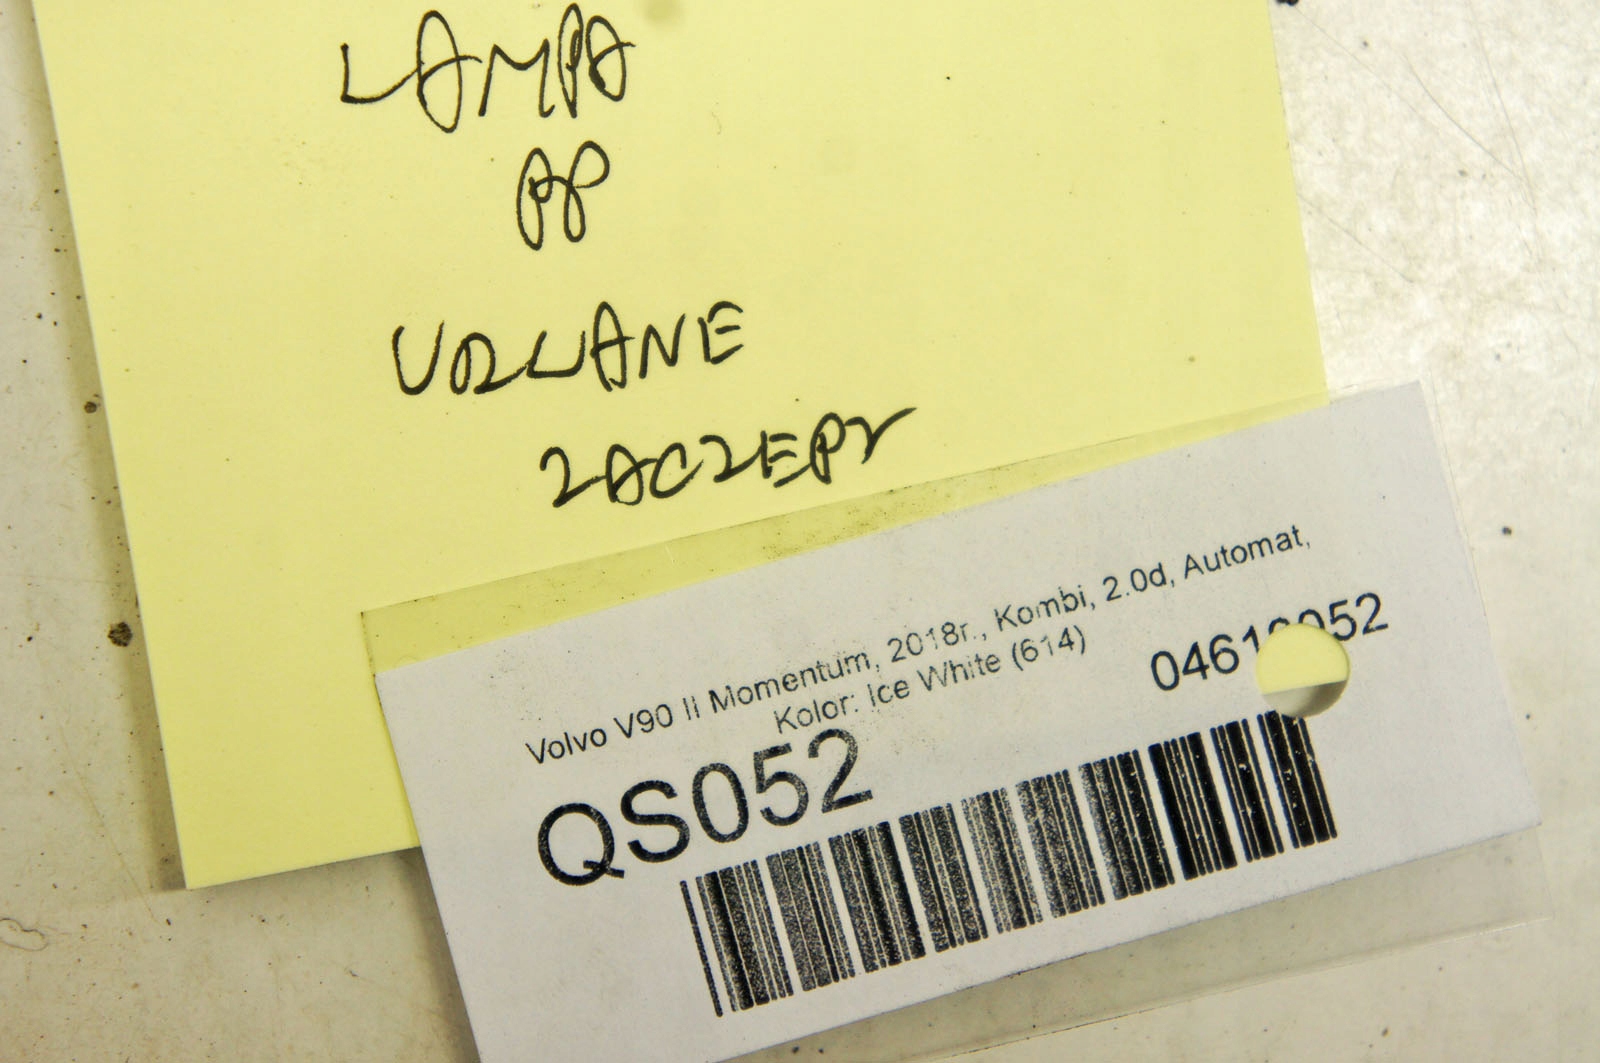 LAMPA
PP
URWANE
ZACZEPY
Volvo V90 II Momentum, 2018r., Kombi, 2.0d, Automat,
Kolor: Ice White (614)
QS052